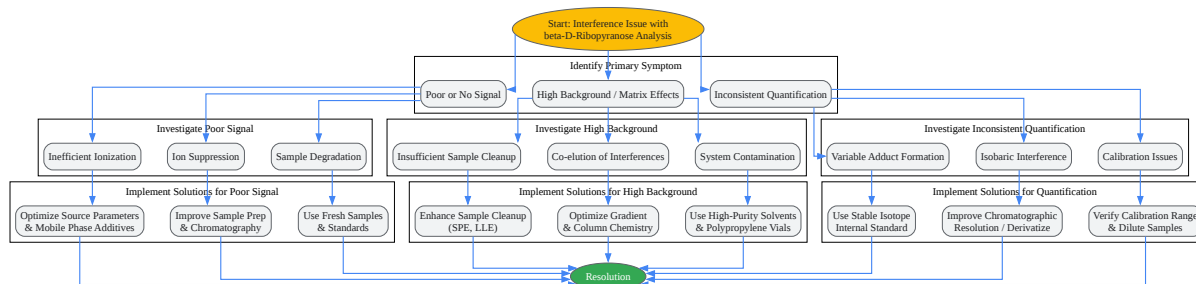 Start: Interference Issue with
beta-D-Ribopyranose Analysis
Identify Primary Symptom
Poor or No Signal
High Background / Matrix Effects
Inconsistent Quantification
Investigate Poor Signal
Investigate High Background
Investigate Inconsistent Quantification
Inefficient Ionization
Ion Suppression
Sample Degradation
Insufficient Sample Cleanup
Co-elution of Interferences
System Contamination
Variable Adduct Formation
Isobaric Interference
Calibration Issues
Implement Solutions for Poor Signal
Implement Solutions for High Background
Implement Solutions for Quantification
Optimize Source Parameters
& Mobile Phase Additives
Improve Sample Prep
& Chromatography
Use Fresh Samples
& Standards
Enhance Sample Cleanup
(SPE, LLE)
Optimize Gradient
& Column Chemistry
Use High-Purity Solvents
& Polypropylene Vials
Use Stable Isotope
Internal Standard
Improve Chromatographic
Resolution / Derivatize
Verify Calibration Range
& Dilute Samples
Resolution